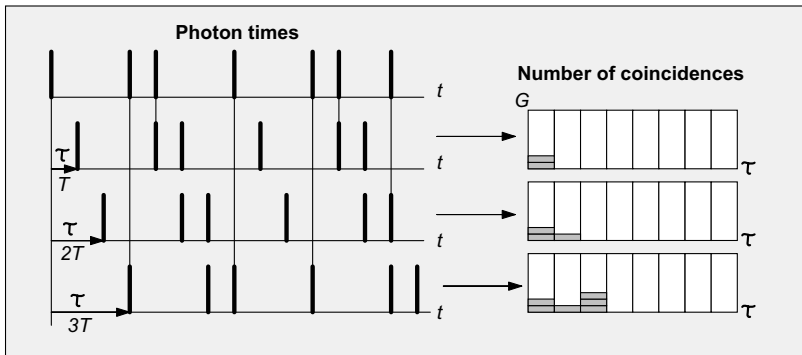 Photon times
Number of coincidences
t
G
τ
T
t
τ
τ
2T
t
τ
τ
3T
t
τ